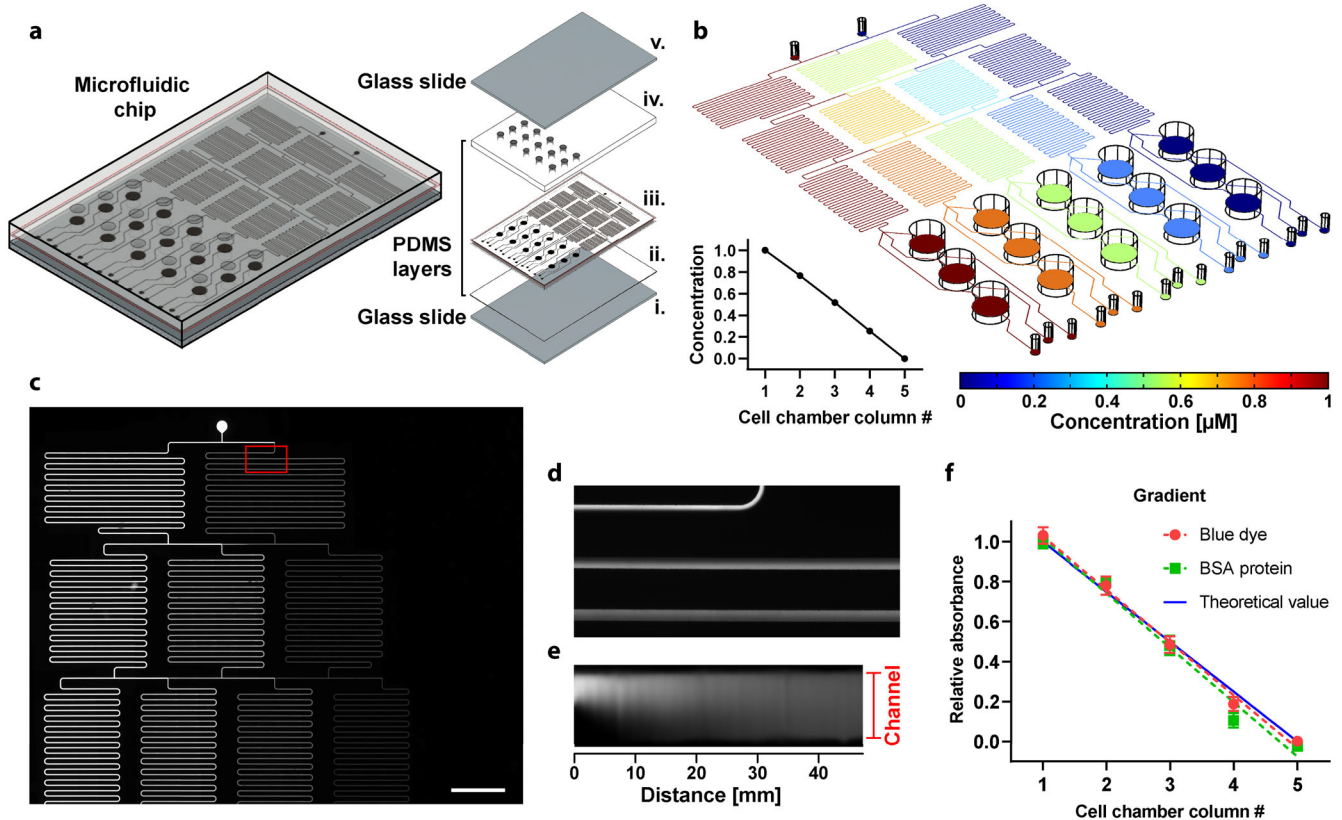 a
Microfluidic
chip
v.
Glass slide
iv.
iii.
PDMS
layers
ii.
Glass slide
i.
b
Concentration
1.0
0.8
0.6
0.4
0.2
0.0
1 2 3 4 5
Cell chamber column #
0 0.2 0.4 0.6 0.8 1
Concentration [µM]
c
d
e
Channel
0 10 20 30 40
Distance [mm]
f
Gradient
Blue dye
BSA protein
Theoretical value
Relative absorbance
1.0
0.8
0.6
0.4
0.2
0.0
1 2 3 4 5
Cell chamber column #